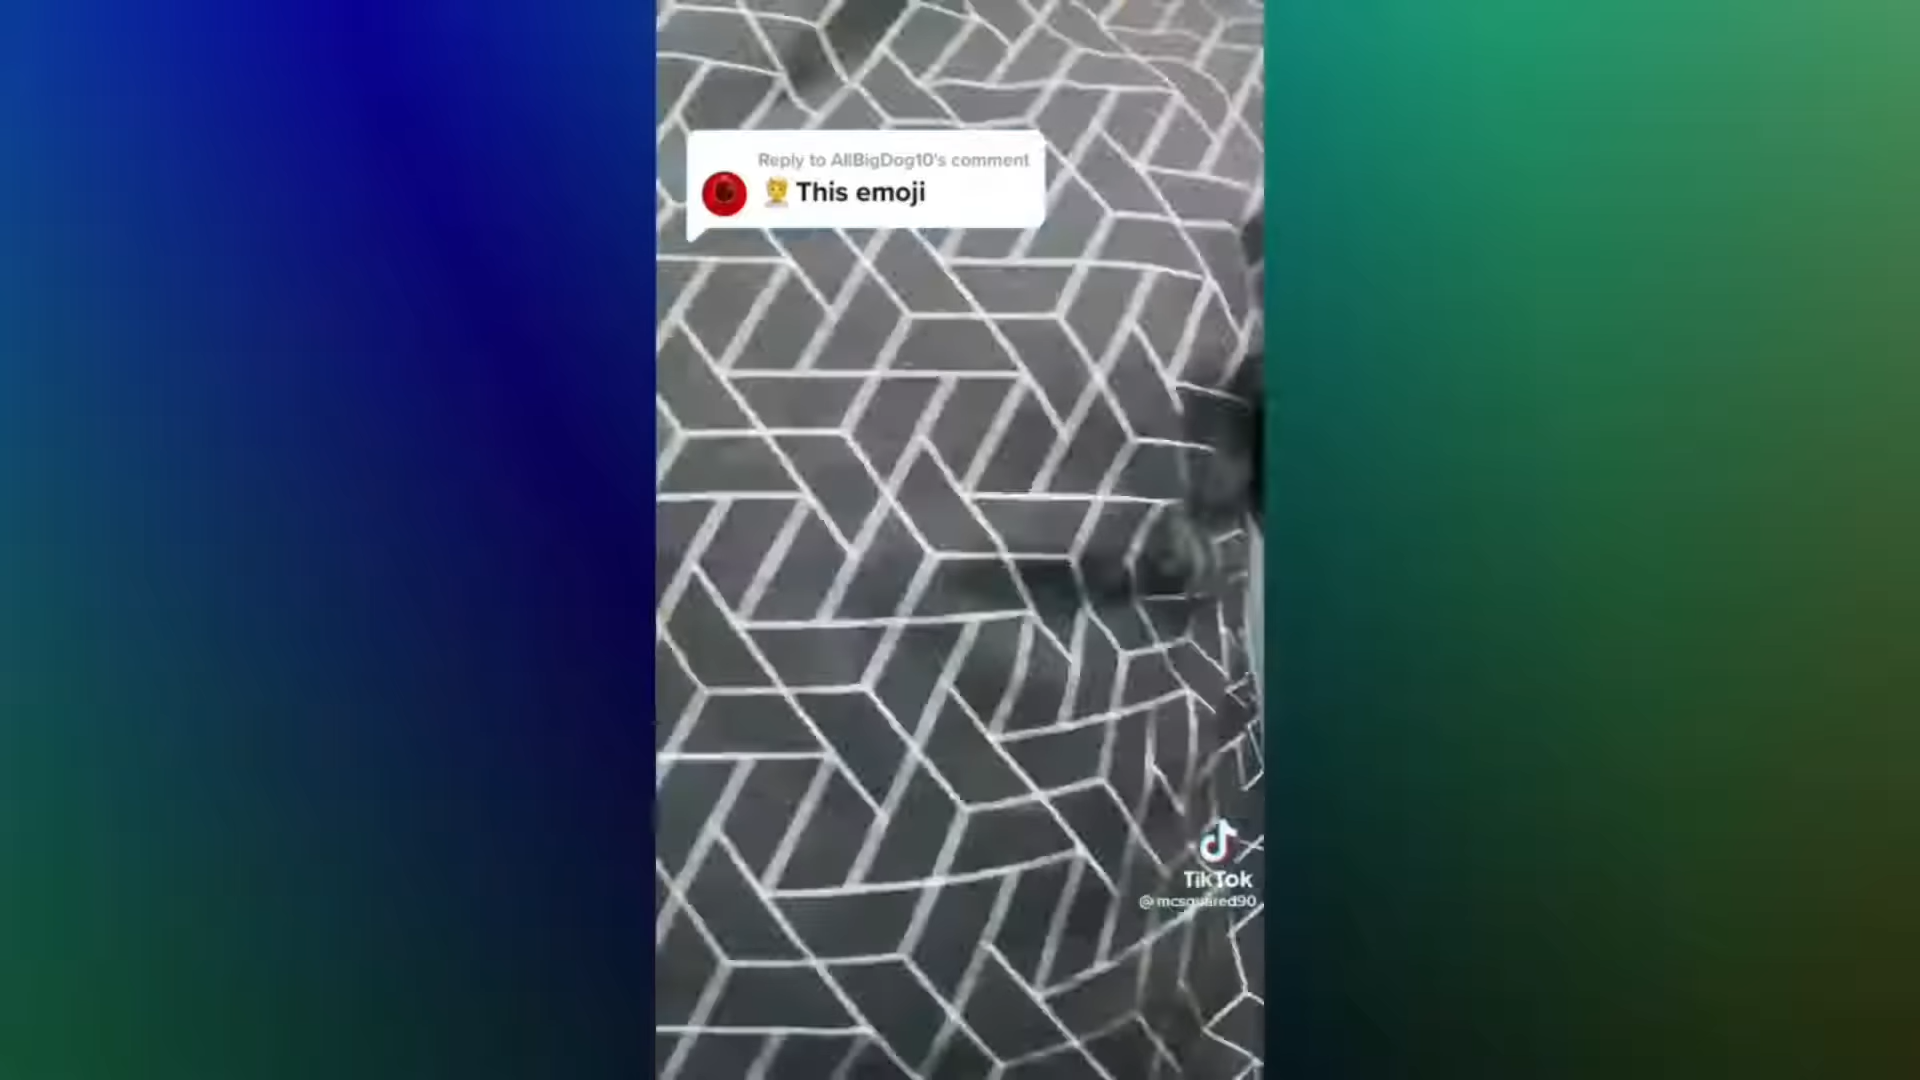 Reply to AllBigDog10's comment
💆 This emoji
TikTok
@mcsquared90